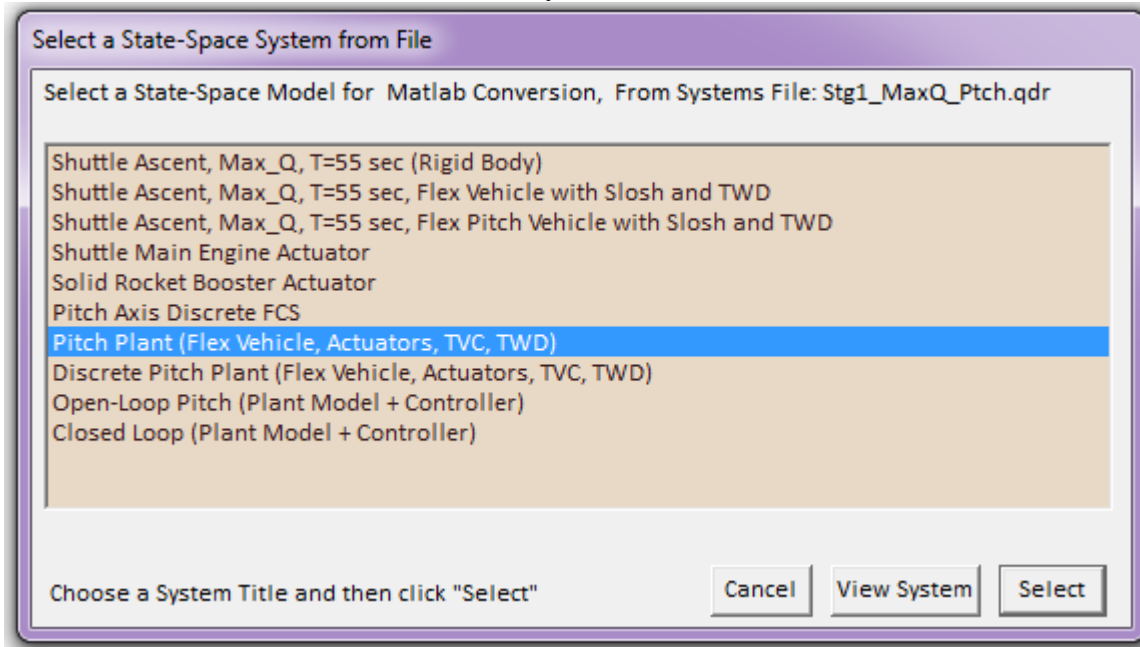 Select a State-Space System from File
Select a State-Space Model for Matlab Conversion, From Systems File: Stg1_MaxQ_Ptch.qdr
Shuttle Ascent, Max_Q, T=55 sec (Rigid Body)
Shuttle Ascent, Max_Q, T=55 sec, Flex Vehicle with Slosh and TWD
Shuttle Ascent, Max_Q, T=55 sec, Flex Pitch Vehicle with Slosh and TWD
Shuttle Main Engine Actuator
Solid Rocket Booster Actuator
Pitch Axis Discrete FCS
Pitch Plant (Flex Vehicle, Actuators, TVC, TWD)
Discrete Pitch Plant (Flex Vehicle, Actuators, TVC, TWD)
Open-Loop Pitch (Plant Model + Controller)
Closed Loop (Plant Model + Controller)
Choose a System Title and then click "Select" Cancel View System Select